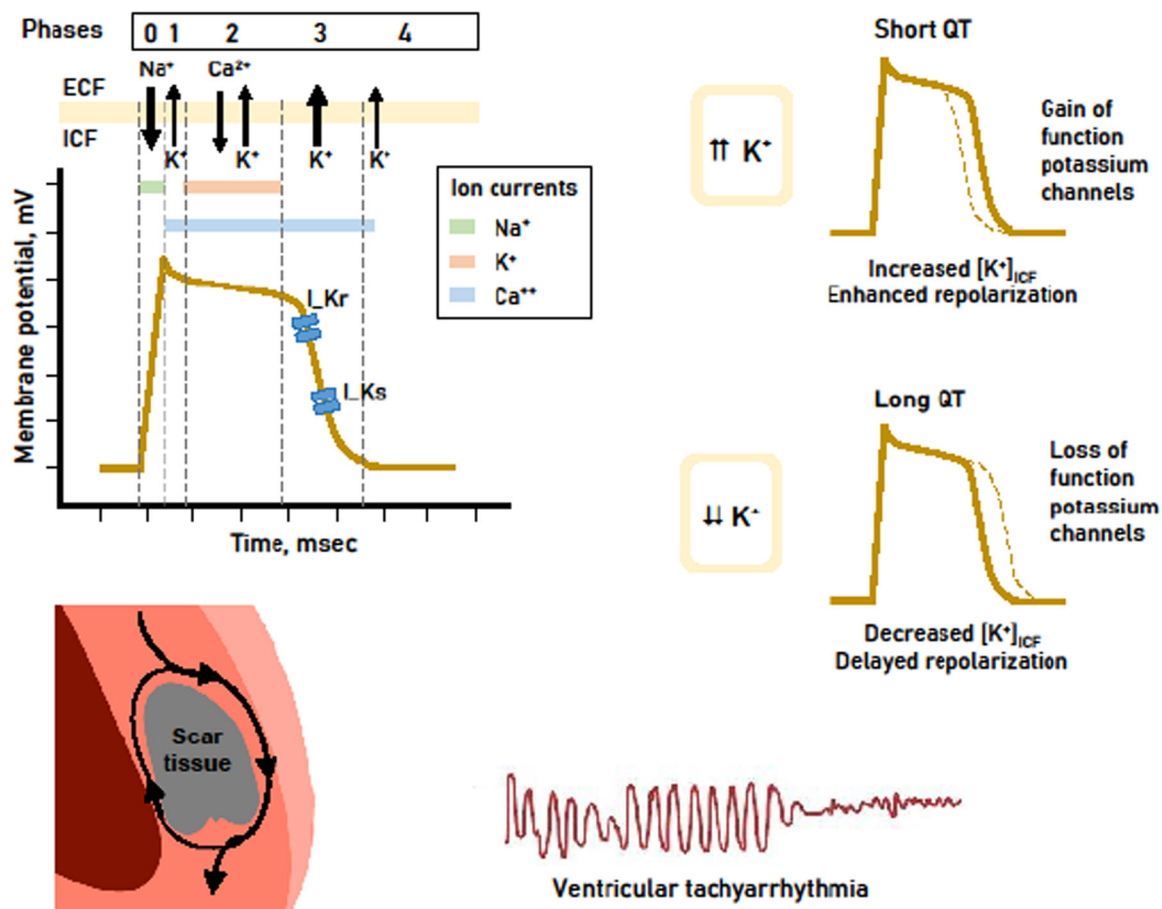 Phases 0 1 2 3 4
Na⁺ Ca²⁺
ECF
ICF
K⁺ K⁺ K⁺ K⁺
Membrane potential, mV
Ion currents
Na⁺
K⁺
Ca⁺⁺
I_Kr
I_Ks
Time, msec
Short QT
⇈ K⁺
Gain of
function
potassium
channels
Increased [K⁺]ICF
Enhanced repolarization
Long QT
⇊ K⁺
Loss of
function
potassium
channels
Decreased [K⁺]ICF
Delayed repolarization
Scar
tissue
Ventricular tachyarrhythmia